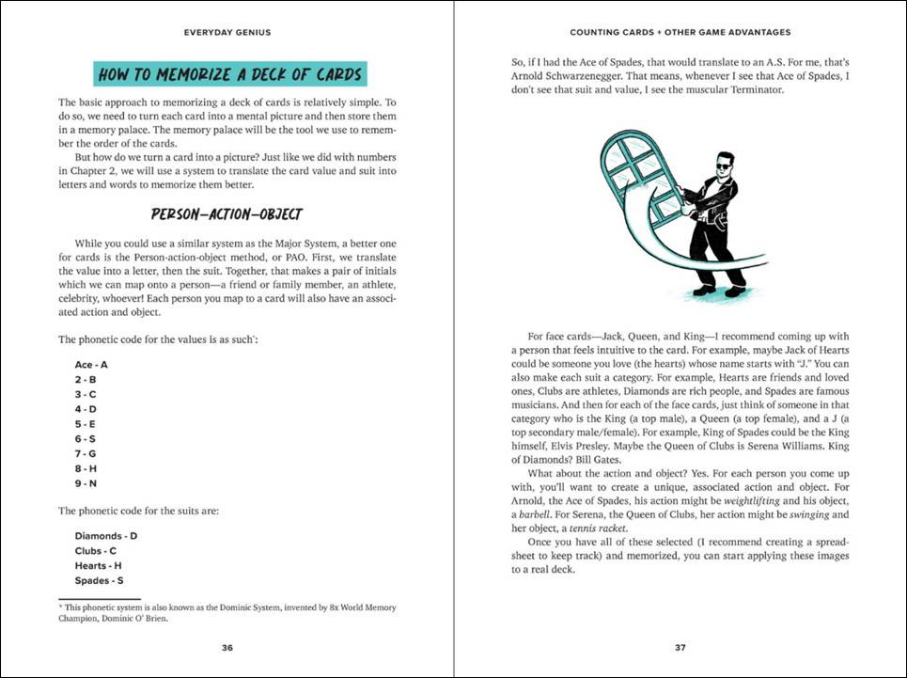 EVERYDAY GENIUS
HOW TO MEMORIZE A DECK OF CARDS
The basic approach to memorizing a deck of cards is relatively simple. To
do so, we need to turn each card into a mental picture and then store them
in a memory palace. The memory palace will be the tool we use to remem-
ber the order of the cards.
But how do we turn a card into a picture? Just like we did with numbers
in Chapter 2, we will use a system to translate the card value and suit into
letters and words to memorize them better.
PERSON–ACTION–OBJECT
While you could use a similar system as the Major System, a better one
for cards is the Person-action-object method, or PAO. First, we translate
the value into a letter, then the suit. Together, that makes a pair of initials
which we can map onto a person—a friend or family member, an athlete,
celebrity, whoever! Each person you map to a card will also have an associ-
ated action and object.
The phonetic code for the values is as such*:
Ace - A
2 - B
3 - C
4 - D
5 - E
6 - S
7 - G
8 - H
9 - N
The phonetic code for the suits are:
Diamonds - D
Clubs - C
Hearts - H
Spades - S
* This phonetic system is also known as the Dominic System, invented by 8x World Memory
Champion, Dominic O' Brien.
36
COUNTING CARDS + OTHER GAME ADVANTAGES
So, if I had the Ace of Spades, that would translate to an A.S. For me, that's
Arnold Schwarzenegger. That means, whenever I see that Ace of Spades, I
don't see that suit and value, I see the muscular Terminator.
For face cards—Jack, Queen, and King—I recommend coming up with
a person that feels intuitive to the card. For example, maybe Jack of Hearts
could be someone you love (the hearts) whose name starts with "J." You can
also make each suit a category. For example, Hearts are friends and loved
ones, Clubs are athletes, Diamonds are rich people, and Spades are famous
musicians. And then for each of the face cards, just think of someone in that
category who is the King (a top male), a Queen (a top female), and a J (a
top secondary male/female). For example, King of Spades could be the King
himself, Elvis Presley. Maybe the Queen of Clubs is Serena Williams. King
of Diamonds? Bill Gates.
What about the action and object? Yes. For each person you come up
with, you'll want to create a unique, associated action and object. For
Arnold, the Ace of Spades, his action might be weightlifting and his object,
a barbell. For Serena, the Queen of Clubs, her action might be swinging and
her object, a tennis racket.
Once you have all of these selected (I recommend creating a spread-
sheet to keep track) and memorized, you can start applying these images
to a real deck.
37